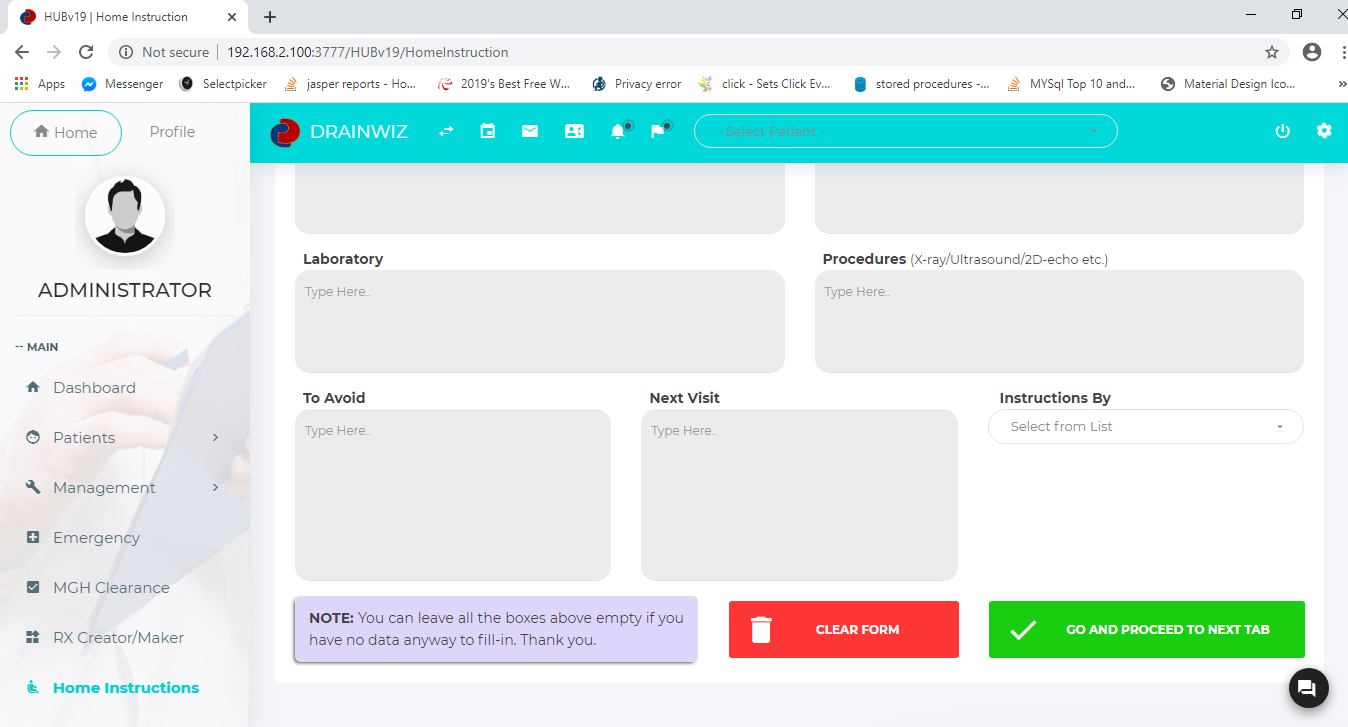 HUBv19 | Home Instruction
Not secure
192.168.2.100:3777/HUBv19/HomeInstruction
Apps
Messenger
Selectpicker
jasper reports - Ho...
2019's Best Free W...
Privacy error
click - Sets Click Ev...
stored procedures -...
MYSql Top 10 and...
Material Design Ico...
»
Home
Profile
DRAINWIZ
- Select Patient -
ADMINISTRATOR
-- MAIN
Dashboard
Patients
Management
Emergency
MGH Clearance
RX Creator/Maker
Home Instructions
Laboratory
Type Here..
Procedures (X-ray/Ultrasound/2D-echo etc.)
Type Here..
To Avoid
Type Here..
Next Visit
Type Here..
Instructions By
Select from List
NOTE: You can leave all the boxes above empty if you
have no data anyway to fill-in. Thank you.
CLEAR FORM
GO AND PROCEED TO NEXT TAB